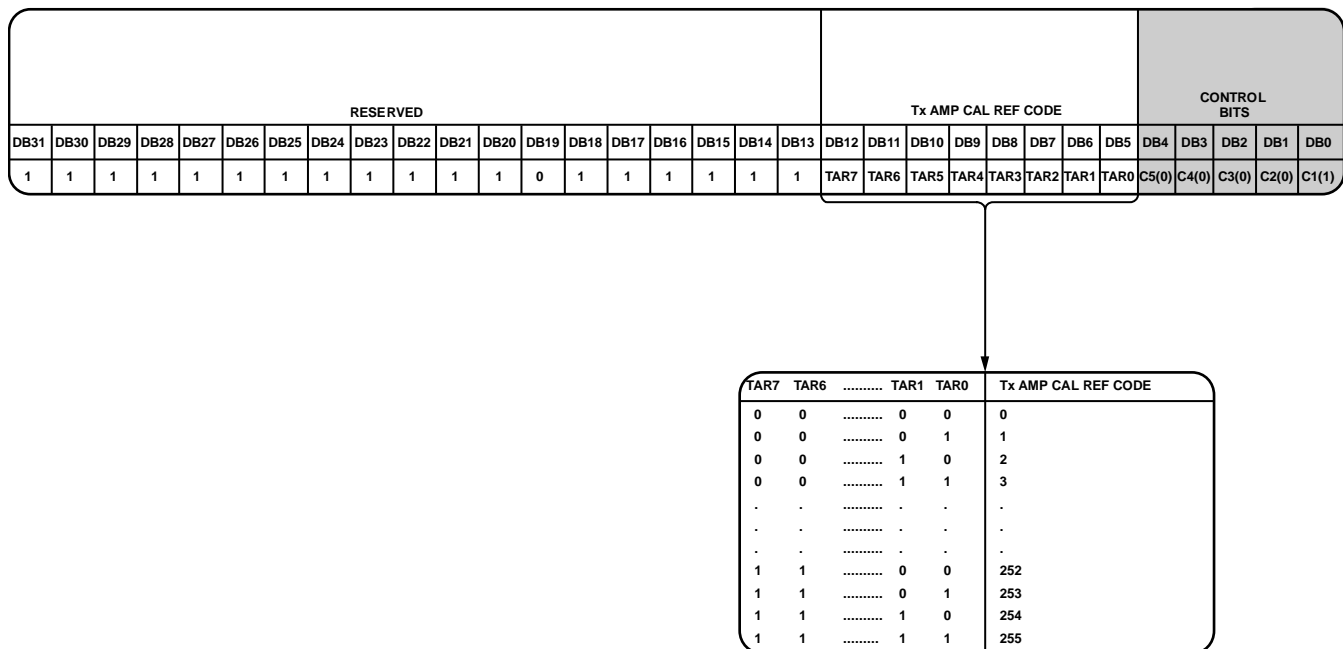 RESERVED Tx AMP CAL REF CODE CONTROL
BITS
DB31 DB30 DB29 DB28 DB27 DB26 DB25 DB24 DB23 DB22 DB21 DB20 DB19 DB18 DB17 DB16 DB15 DB14 DB13 DB12 DB11 DB10 DB9 DB8 DB7 DB6 DB5 DB4 DB3 DB2 DB1 DB0
1 1 1 1 1 1 1 1 1 1 1 1 0 1 1 1 1 1 1 TAR7 TAR6 TAR5 TAR4 TAR3 TAR2 TAR1 TAR0 C5(0) C4(0) C3(0) C2(0) C1(1)
TAR7 TAR6 .......... TAR1 TAR0 Tx AMP CAL REF CODE
0 0 .......... 0 0 0
0 0 .......... 0 1 1
0 0 .......... 1 0 2
0 0 .......... 1 1 3
. . .......... . . .
. . .......... . . .
. . .......... . . .
1 1 .......... 0 0 252
1 1 .......... 0 1 253
1 1 .......... 1 0 254
1 1 ......... 1 1 255